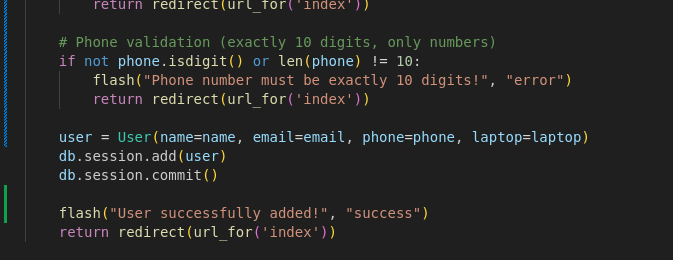 return redirect(url_for('index'))
# Phone validation (exactly 10 digits, only numbers)
if not phone.isdigit() or len(phone) != 10:
flash("Phone number must be exactly 10 digits!", "error")
return redirect(url_for('index'))
user = User(name=name, email=email, phone=phone, laptop=laptop)
db.session.add(user)
db.session.commit()
flash("User successfully added!", "success")
return redirect(url_for('index'))